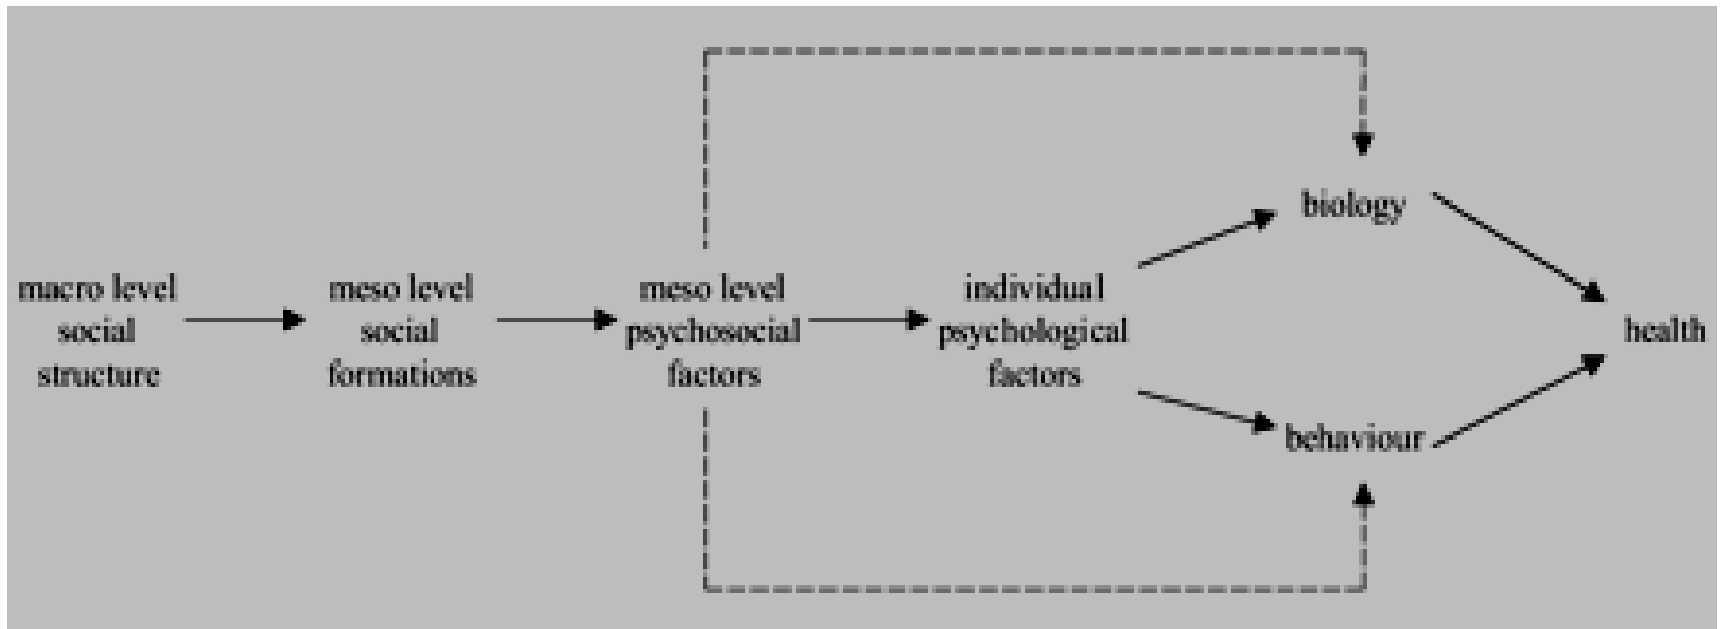 macro level
social
structure
meso level
social
formations
meso level
psychosocial
factors
individual
psychological
factors
biology
behaviour
health